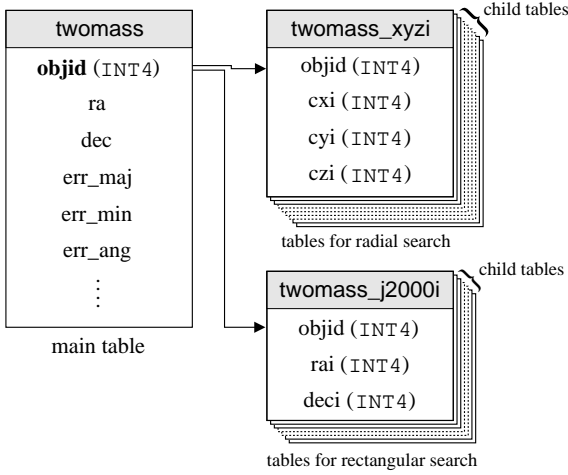 twomass
objid (INT4)
ra
dec
err_maj
err_min
err_ang
main table
child tables
twomass_xyzi
objid (INT4)
cxi (INT4)
cyi (INT4)
czi (INT4)
tables for radial search
child tables
twomass_j2000i
objid (INT4)
rai (INT4)
deci (INT4)
tables for rectangular search